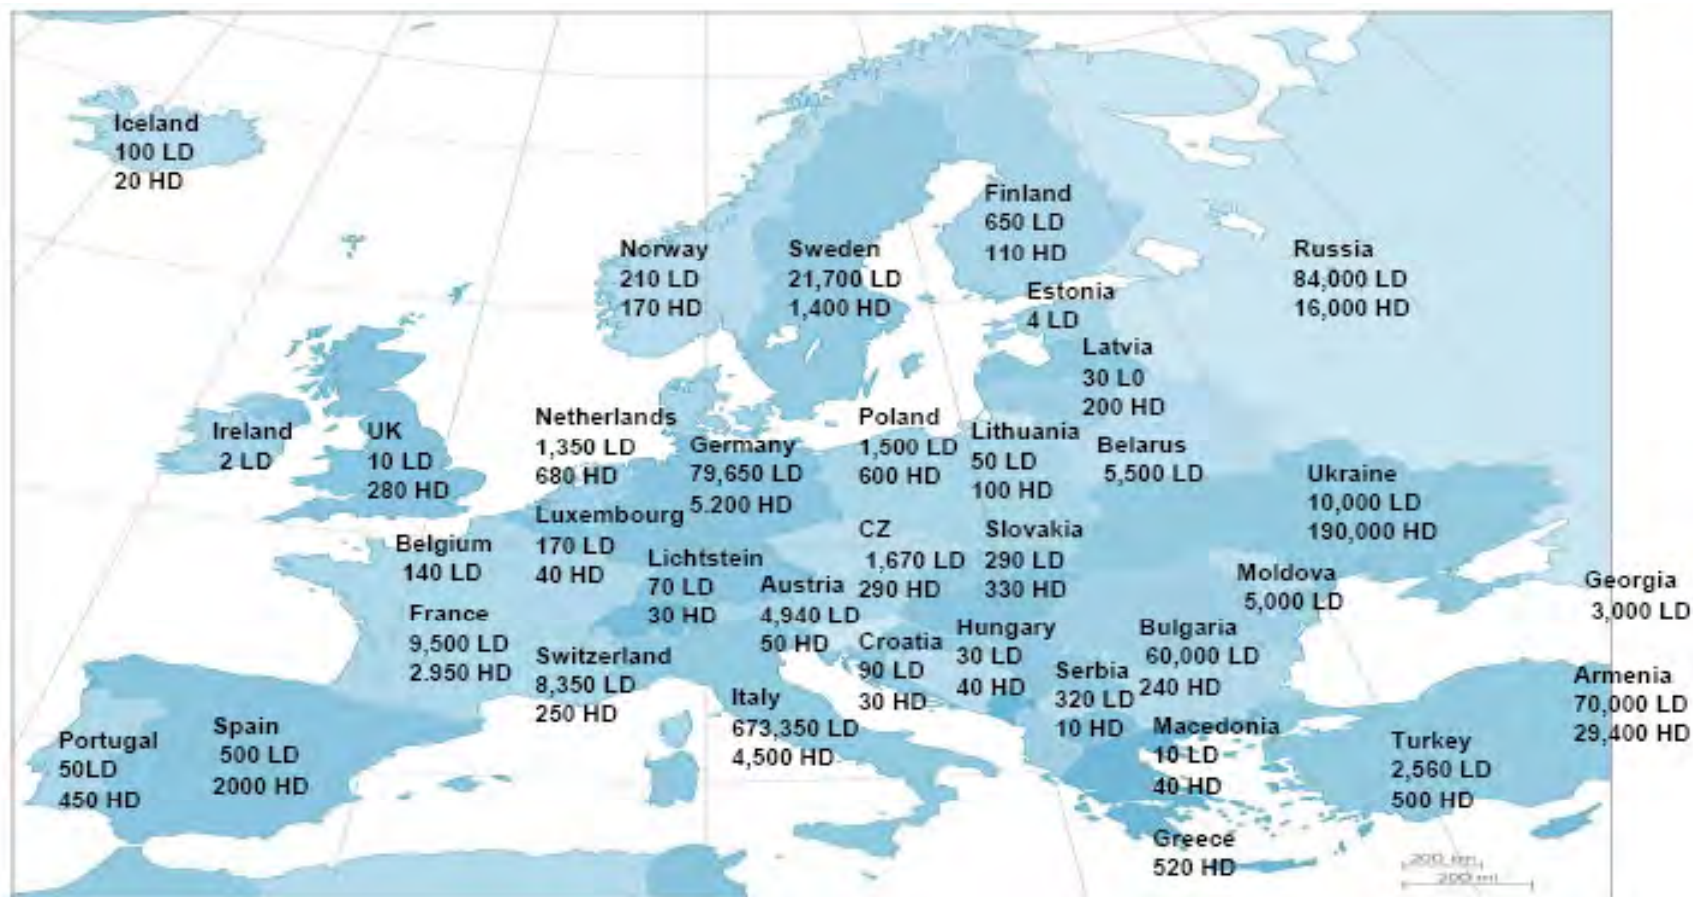 Iceland
100 LD
20 HD
Finland
650 LD
110 HD
Norway
210 LD
170 HD
Sweden
21,700 LD
1,400 HD
Russia
84,000 LD
16,000 HD
Estonia
4 LD
Latvia
30 L0
200 HD
Ireland
2 LD
UK
10 LD
280 HD
Netherlands
1,350 LD
680 HD
Germany
79,650 LD
5.200 HD
Poland
1,500 LD
600 HD
Lithuania
50 LD
100 HD
Belarus
5,500 LD
Ukraine
10,000 LD
190,000 HD
Luxembourg
170 LD
40 HD
Belgium
140 LD
Lichtstein
70 LD
30 HD
Austria
4,940 LD
50 HD
CZ
1,670 LD
290 HD
Slovakia
290 LD
330 HD
Moldova
5,000 LD
Georgia
3,000 LD
France
9,500 LD
2.950 HD
Switzerland
8,350 LD
250 HD
Croatia
90 LD
30 HD
Hungary
30 LD
40 HD
Serbia
320 LD
10 HD
Bulgaria
60,000 LD
240 HD
Armenia
70,000 LD
29,400 HD
Italy
673,350 LD
4,500 HD
Portugal
50LD
450 HD
Spain
500 LD
2000 HD
Macedonia
10 LD
40 HD
Turkey
2,560 LD
500 HD
Greece
520 HD
200 km
200 mi